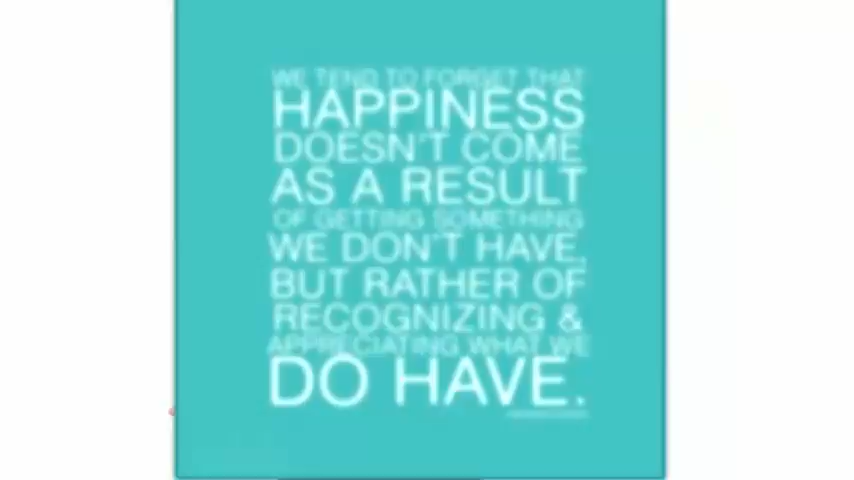 WE TEND TO FORGET THAT
HAPPINESS
DOESN'T COME
AS A RESULT
OF GETTING SOMETHING
WE DON'T HAVE,
BUT RATHER OF
RECOGNIZING &
APPRECIATING WHAT WE
DO HAVE.